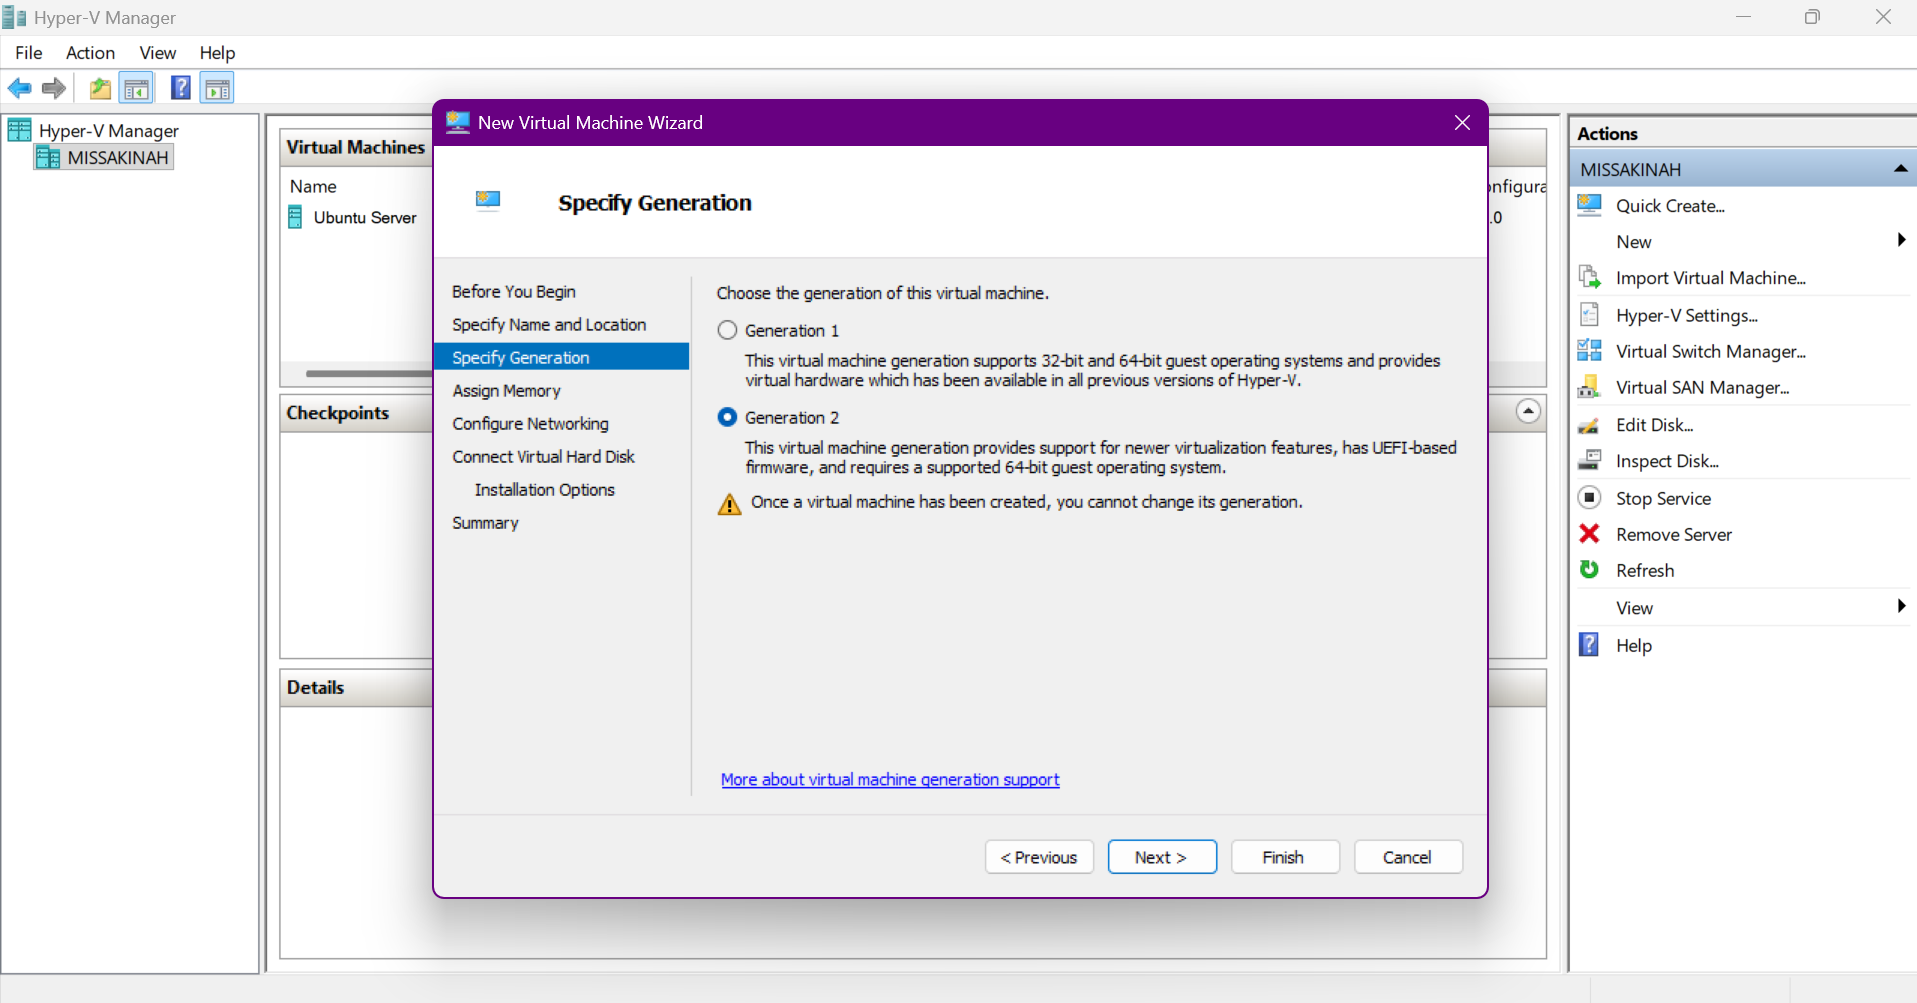 Hyper-V Manager
File Action View Help
Hyper-V Manager
MISSAKINAH
Virtual Machines
Name
Ubuntu Server
onfigura
.0
Checkpoints
Details
New Virtual Machine Wizard
Specify Generation
Before You Begin
Specify Name and Location
Specify Generation
Assign Memory
Configure Networking
Connect Virtual Hard Disk
Installation Options
Summary
Choose the generation of this virtual machine.
Generation 1
This virtual machine generation supports 32-bit and 64-bit guest operating systems and provides
virtual hardware which has been available in all previous versions of Hyper-V.
Generation 2
This virtual machine generation provides support for newer virtualization features, has UEFI-based
firmware, and requires a supported 64-bit guest operating system.
Once a virtual machine has been created, you cannot change its generation.
More about virtual machine generation support
< Previous
Next >
Finish
Cancel
Actions
MISSAKINAH
Quick Create...
New
Import Virtual Machine...
Hyper-V Settings...
Virtual Switch Manager...
Virtual SAN Manager...
Edit Disk...
Inspect Disk...
Stop Service
Remove Server
Refresh
View
Help